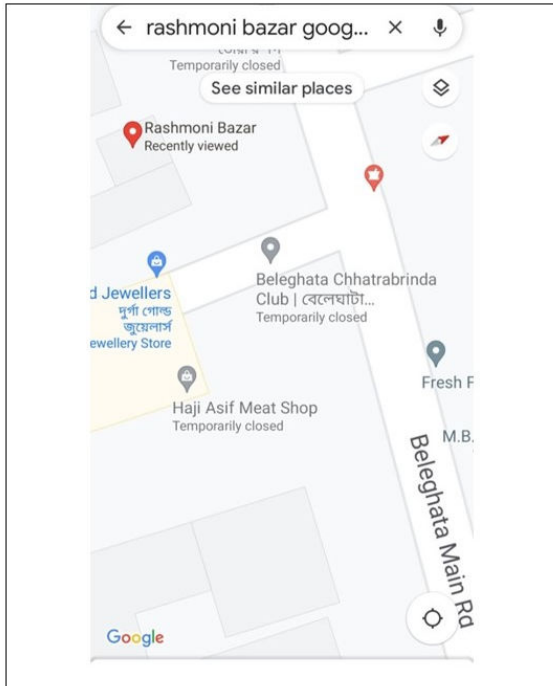 rashmoni bazar goog...
Temporarily closed
See similar places
Rashmoni Bazar
Recently viewed
Beleghata Chhatrabrinda
Club | বেলেঘাটা...
Temporarily closed
d Jewellers
দুর্গা গোল্ড
জুয়েলার্স
ewellery Store
Haji Asif Meat Shop
Temporarily closed
Fresh F
M.B.
Beleghata Main Rd
Google